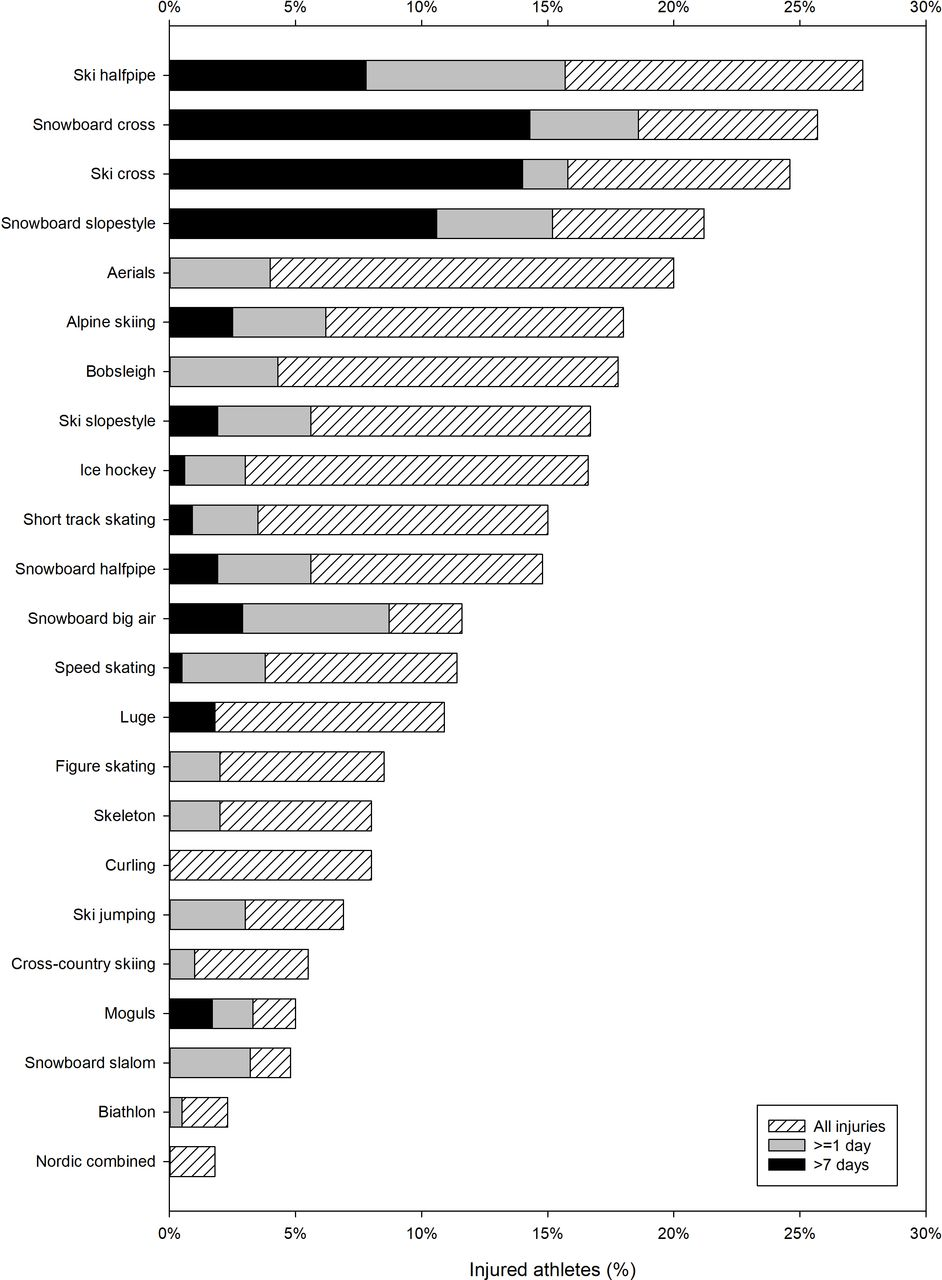 0% 5% 10% 15% 20% 25% 30%
Ski halfpipe
Snowboard cross
Ski cross
Snowboard slopestyle
Aerials
Alpine skiing
Bobsleigh
Ski slopestyle
Ice hockey
Short track skating
Snowboard halfpipe
Snowboard big air
Speed skating
Luge
Figure skating
Skeleton
Curling
Ski jumping
Cross-country skiing
Moguls
Snowboard slalom
Biathlon
Nordic combined
All injuries
>=1 day
>7 days
0% 5% 10% 15% 20% 25% 30%
Injured athletes (%)